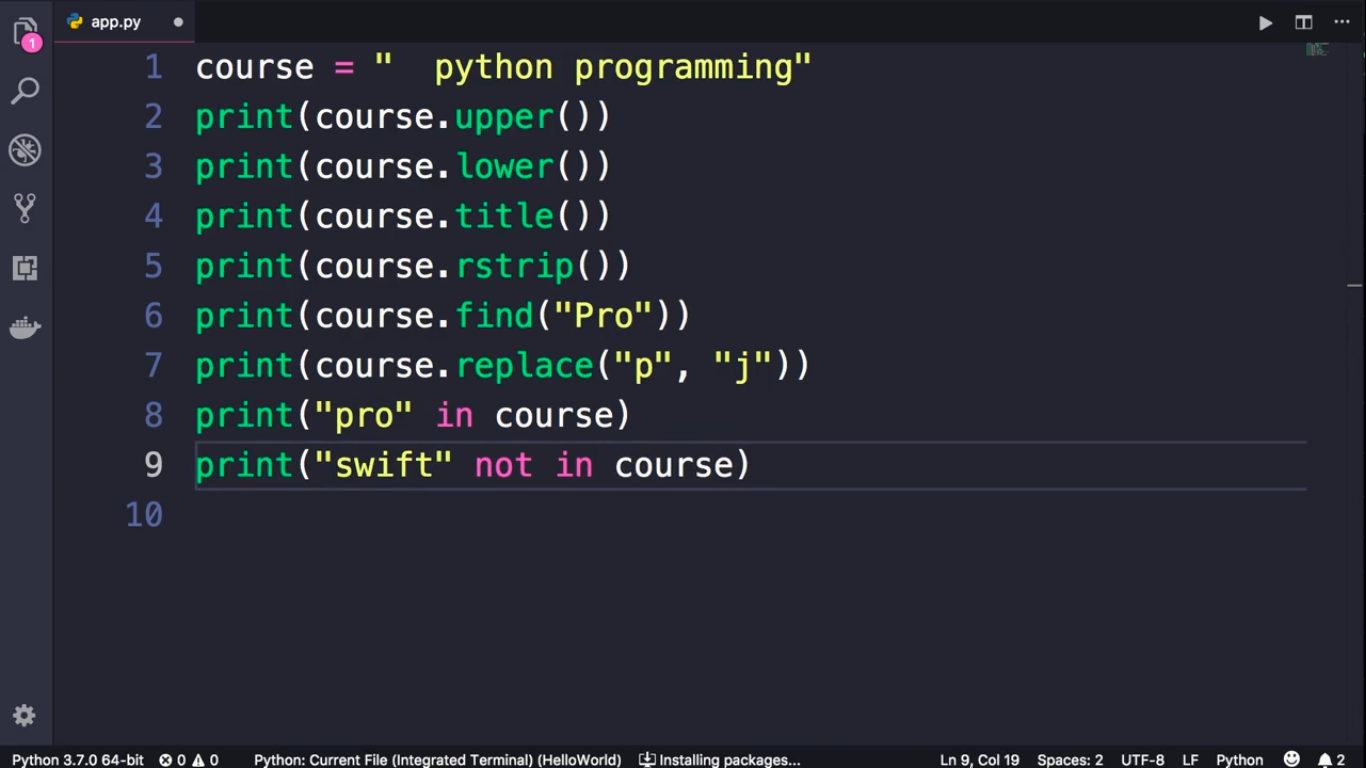 1
app.py
1 course = "  python programming"
2 print(course.upper())
3 print(course.lower())
4 print(course.title())
5 print(course.rstrip())
6 print(course.find("Pro"))
7 print(course.replace("p", "j"))
8 print("pro" in course)
9 print("swift" not in course)
10
Python 3.7.0 64-bit 0 0 Python: Current File (Integrated Terminal) (HelloWorld) Installing packages... Ln 9, Col 19 Spaces: 2 UTF-8 LF Python 2